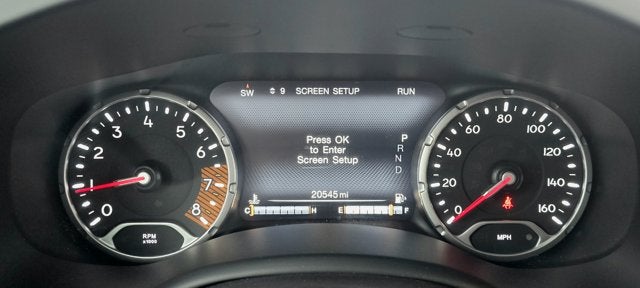 SW 9 SCREEN SETUP RUN
Press OK
to Enter
Screen Setup
P
R
N
D
20545 mi
C H E F
0
1
2
3
4
5
6
7
8
RPM
x1000
0
20
40
60
80
100
120
140
160
MPH